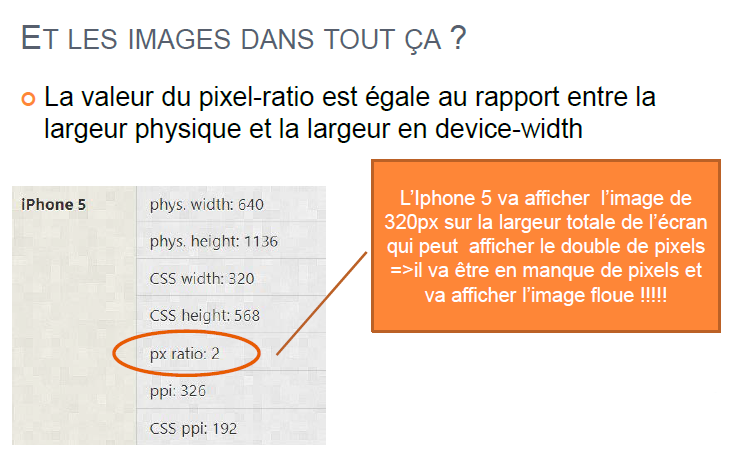 ET LES IMAGES DANS TOUT ÇA ?
La valeur du pixel-ratio est égale au rapport entre la
largeur physique et la largeur en device-width
iPhone 5
phys. width: 640
phys. height: 1136
CSS width: 320
CSS height: 568
px ratio: 2
ppi: 326
CSS ppi: 192
L'Iphone 5 va afficher l'image de
320px sur la largeur totale de l'écran
qui peut afficher le double de pixels
=>il va être en manque de pixels et
va afficher l'image floue !!!!!